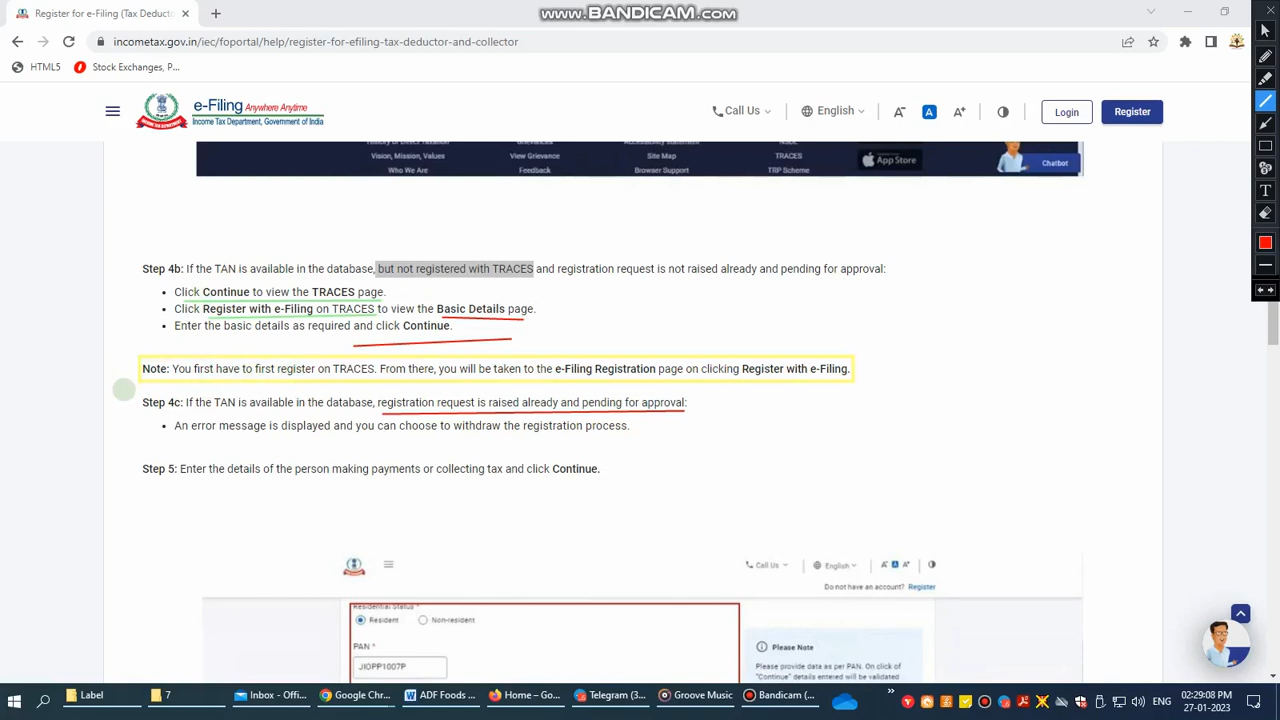 Register for e-Filing (Tax Deducto
www.BANDICAM.com
incometax.gov.in/iec/foportal/help/register-for-efiling-tax-deductor-and-collector
HTML5
Stock Exchanges, P...
e-Filing Anywhere Anytime
Income Tax Department, Government of India
Call Us
English
A-
A
A+
Login
Register
Vision, Mission, Values
View Grievance
Site Map
TRACES
Who We Are
Feedback
Browser Support
TRP Scheme
App Store
Chatbot
Step 4b: If the TAN is available in the database, but not registered with TRACES and registration request is not raised already and pending for approval:
• Click Continue to view the TRACES page.
• Click Register with e-Filing on TRACES to view the Basic Details page.
• Enter the basic details as required and click Continue.
Note: You first have to first register on TRACES. From there, you will be taken to the e-Filing Registration page on clicking Register with e-Filing.
Step 4c: If the TAN is available in the database, registration request is raised already and pending for approval:
• An error message is displayed and you can choose to withdraw the registration process.
Step 5: Enter the details of the person making payments or collecting tax and click Continue.
Call Us
English
A-
A
A+
Do not have an account? Register
Residential Status *
Resident
Non-resident
PAN *
JIOPP1007P
Please Note
Please provide data as per PAN. On click of
"Continue" details entered will be validated
Label
7
Inbox - Offi...
Google Chr...
ADF Foods ...
Home – Go...
Telegram (3...
Groove Music
Bandicam (...
ENG
02:29:08 PM
27-01-2023